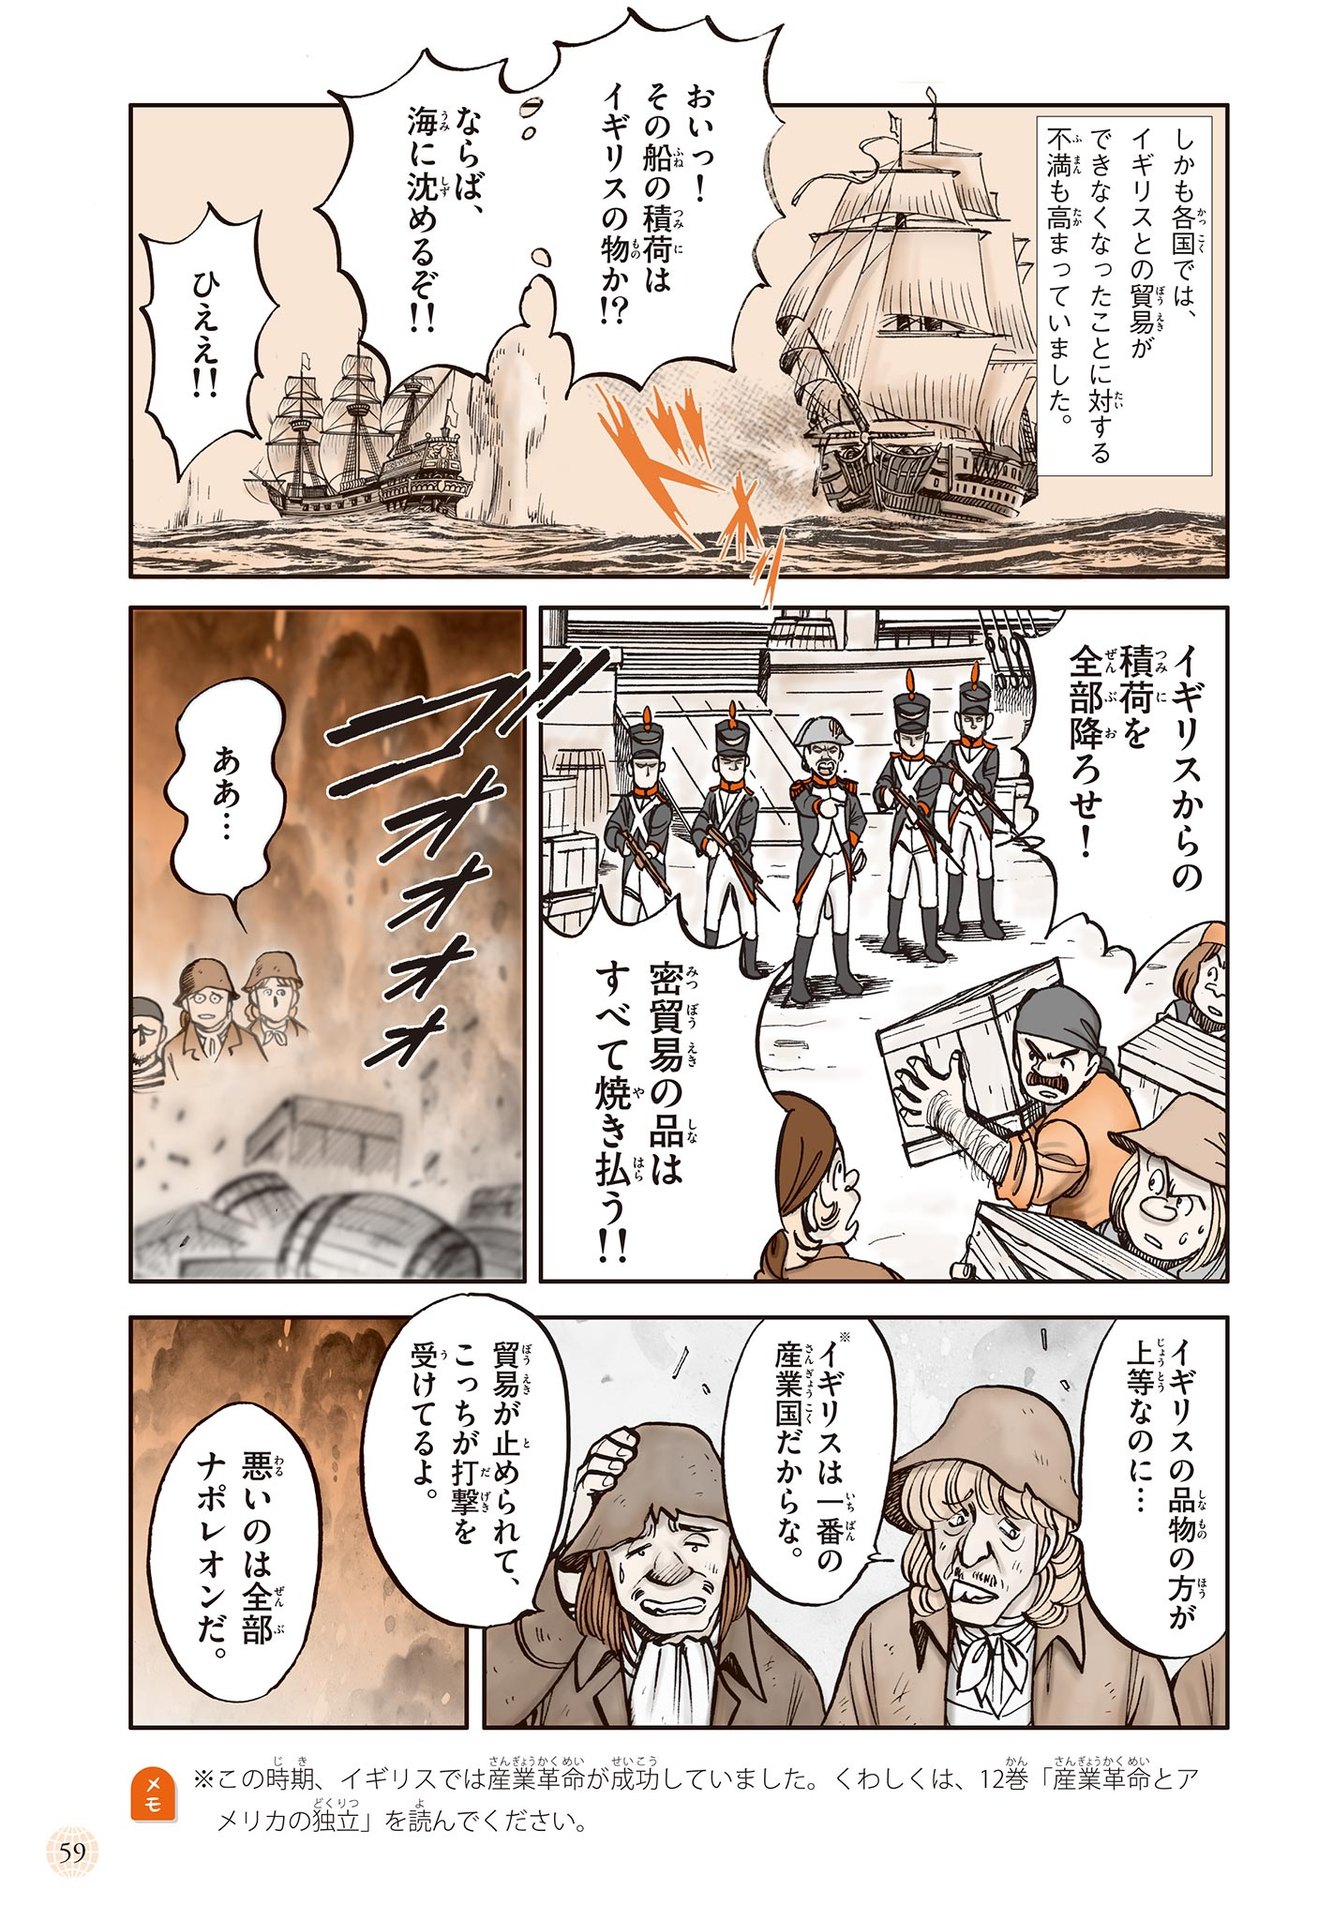 しかも各国では、
イギリスとの貿易が
できなくなったことに対する
不満も高まっていました。
おいっ！
その船の積荷は
イギリスの物か!?
ならば、
海に沈めるぞ!!
ひええ!!
ドォン
イギリスからの
積荷を
全部降ろせ！
密貿易の品は
すべて焼き払う!!
ゴオオオオ
ああ…
イギリスの品物の方が
上等なのに…
※イギリスは一番の
産業国だからな。
貿易が止められて、
こっちが打撃を
受けてるよ。
悪いのは全部
ナポレオンだ。
メモ
※この時期、イギリスでは産業革命が成功していました。くわしくは、12巻「産業革命とア
メリカの独立」を読んでください。
59